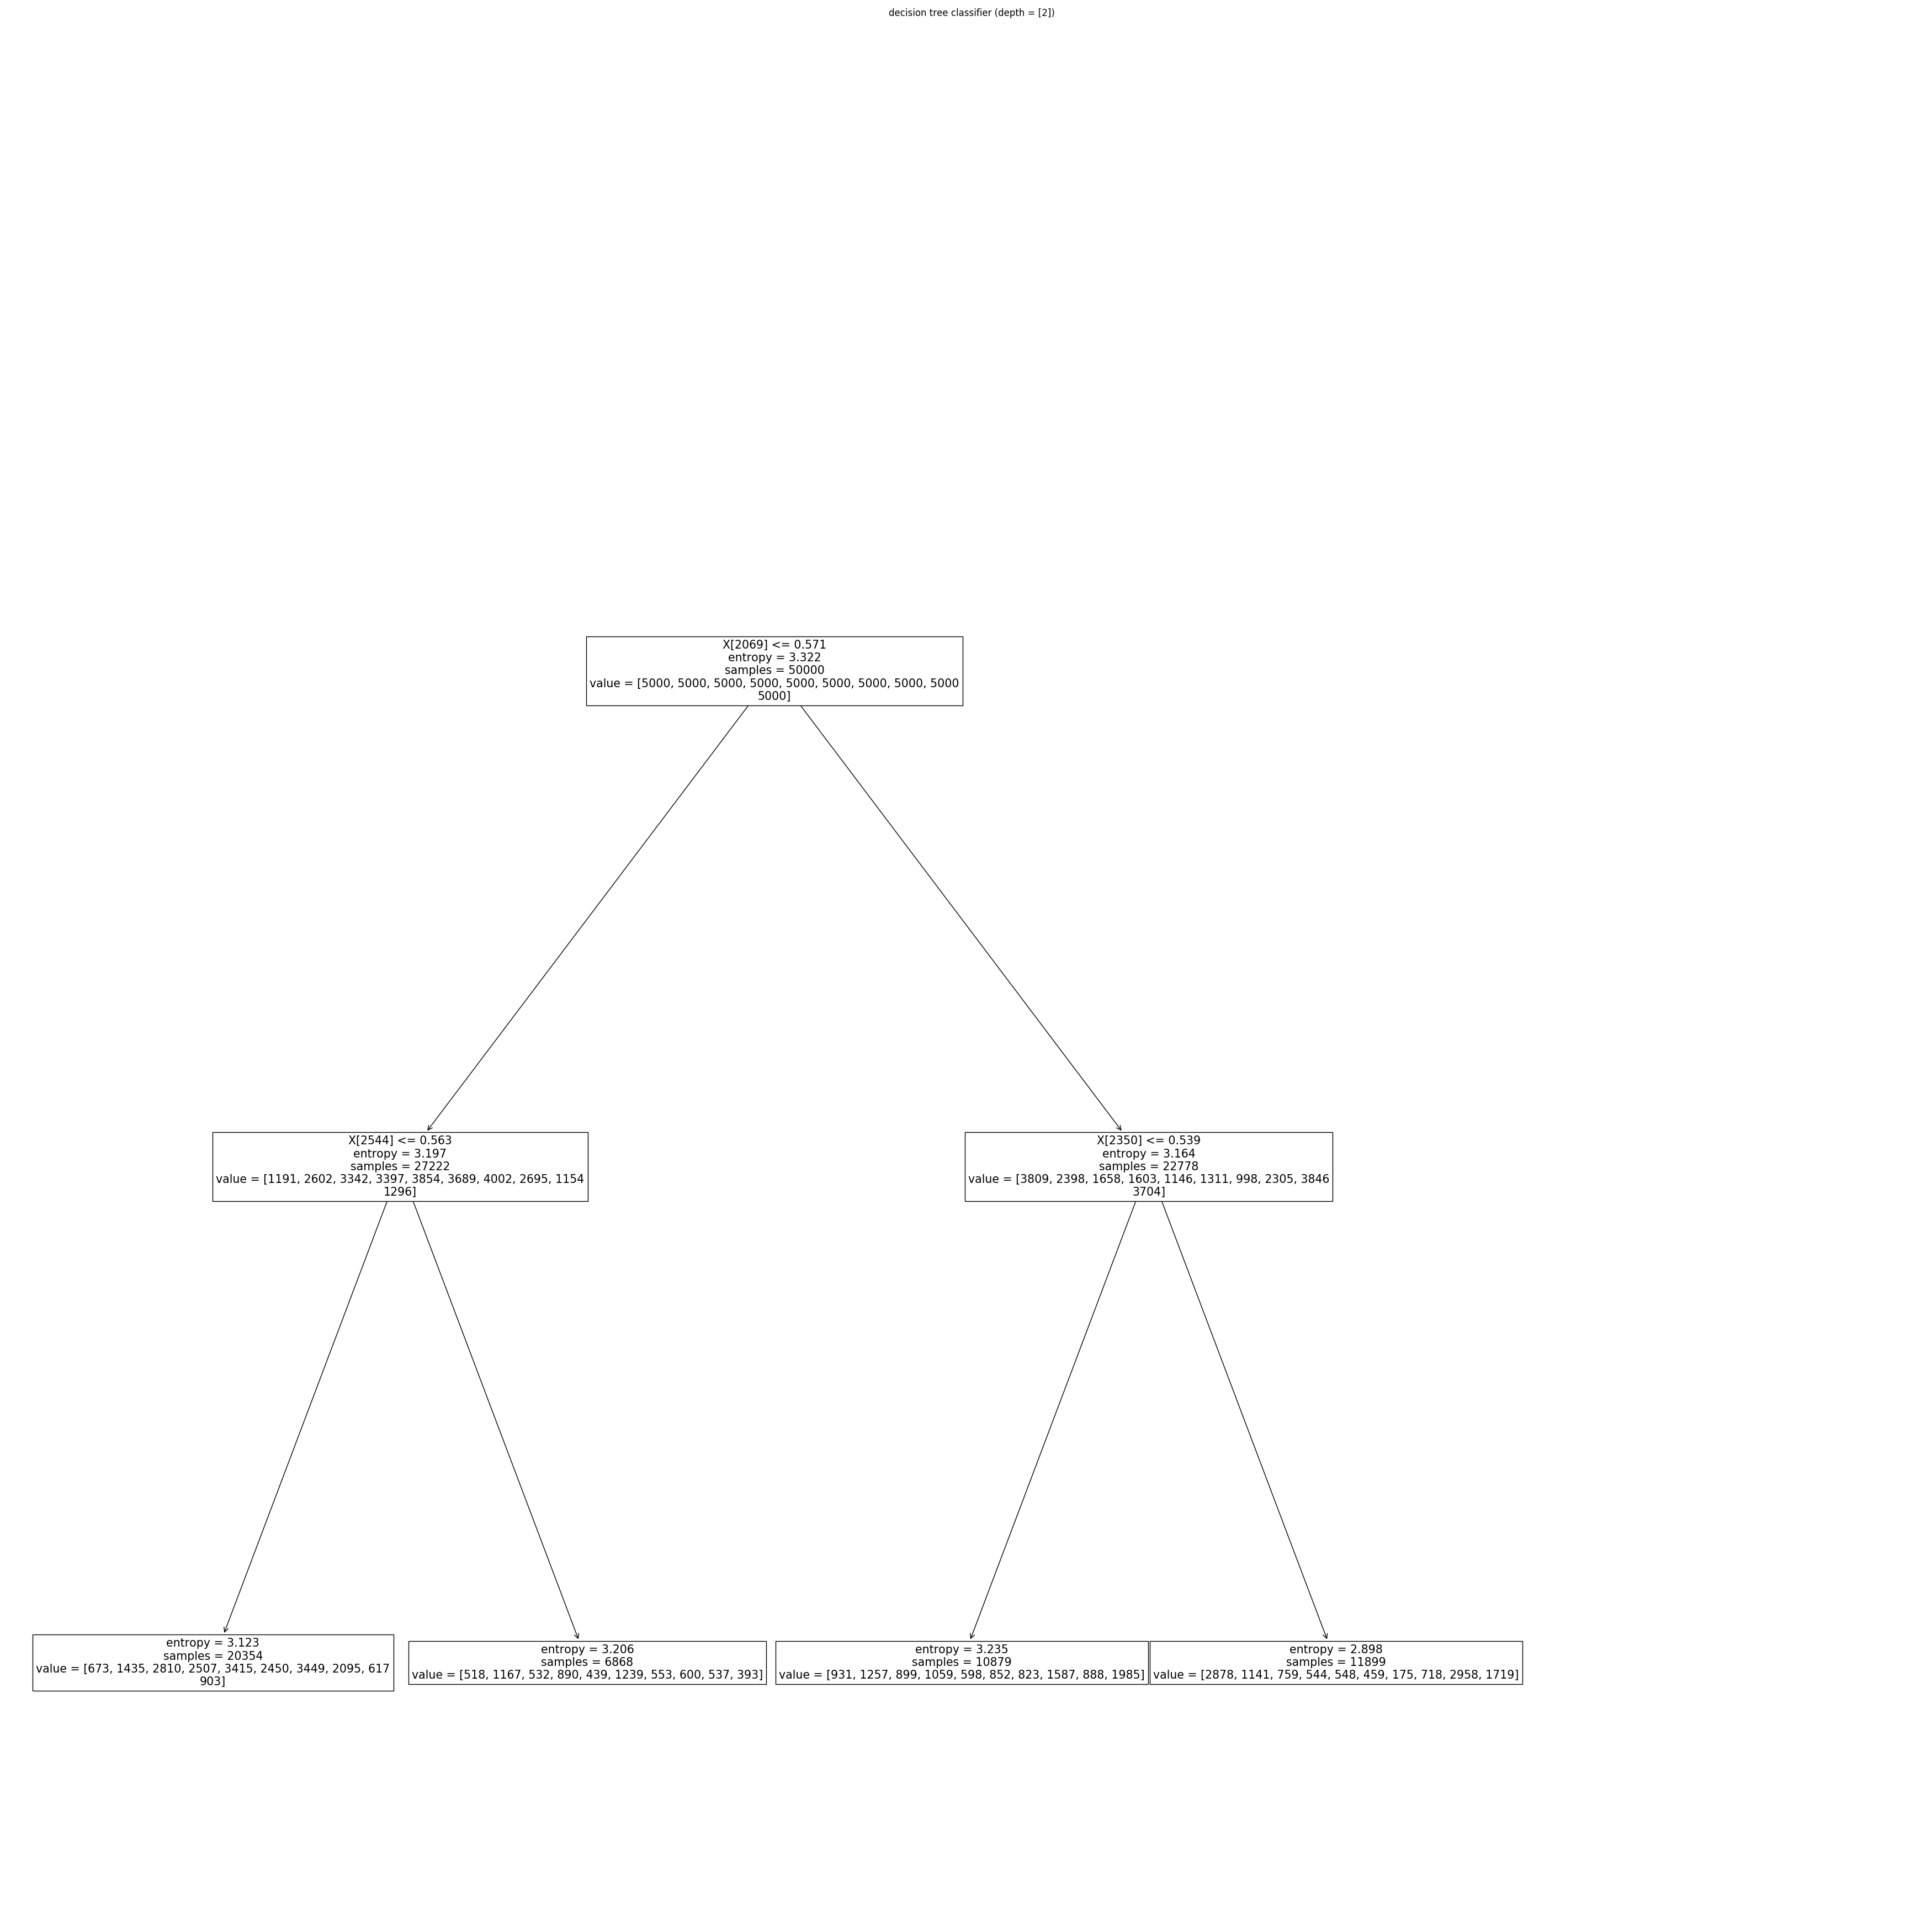 decision tree classifier (depth = [2])
X[2069] <= 0.571
entropy = 3.322
samples = 50000
value = [5000, 5000, 5000, 5000, 5000, 5000, 5000, 5000, 5000
5000]
X[2544] <= 0.563
entropy = 3.197
samples = 27222
value = [1191, 2602, 3342, 3397, 3854, 3689, 4002, 2695, 1154
1296]
X[2350] <= 0.539
entropy = 3.164
samples = 22778
value = [3809, 2398, 1658, 1603, 1146, 1311, 998, 2305, 3846
3704]
entropy = 3.123
samples = 20354
value = [673, 1435, 2810, 2507, 3415, 2450, 3449, 2095, 617
903]
entropy = 3.206
samples = 6868
value = [518, 1167, 532, 890, 439, 1239, 553, 600, 537, 393]
entropy = 3.235
samples = 10879
value = [931, 1257, 899, 1059, 598, 852, 823, 1587, 888, 1985]
entropy = 2.898
samples = 11899
value = [2878, 1141, 759, 544, 548, 459, 175, 718, 2958, 1719]